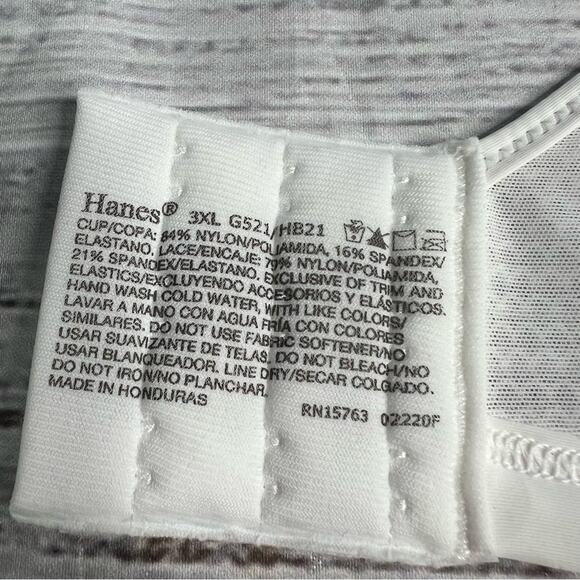 Hanes® 3XL G521/HB21
CUP/COPA: 84% NYLON/POLIAMIDA, 16% SPANDEX/
ELASTANO. LACE/ENCAJE: 79% NYLON/POLIAMIDA,
21% SPANDEX/ELASTANO. EXCLUSIVE OF TRIM AND
ELASTICS/EXCLUYENDO ACCESORIOS Y ELÁSTICOS.
HAND WASH COLD WATER, WITH LIKE COLORS/
LAVAR A MANO CON AGUA FRÍA CON COLORES
SIMILARES. DO NOT USE FABRIC SOFTENER/NO
USAR SUAVIZANTE DE TELAS. DO NOT BLEACH/NO
USAR BLANQUEADOR. LINE DRY/SECAR COLGADO.
DO NOT IRON/NO PLANCHAR.
MADE IN HONDURAS
RN15763 02220F